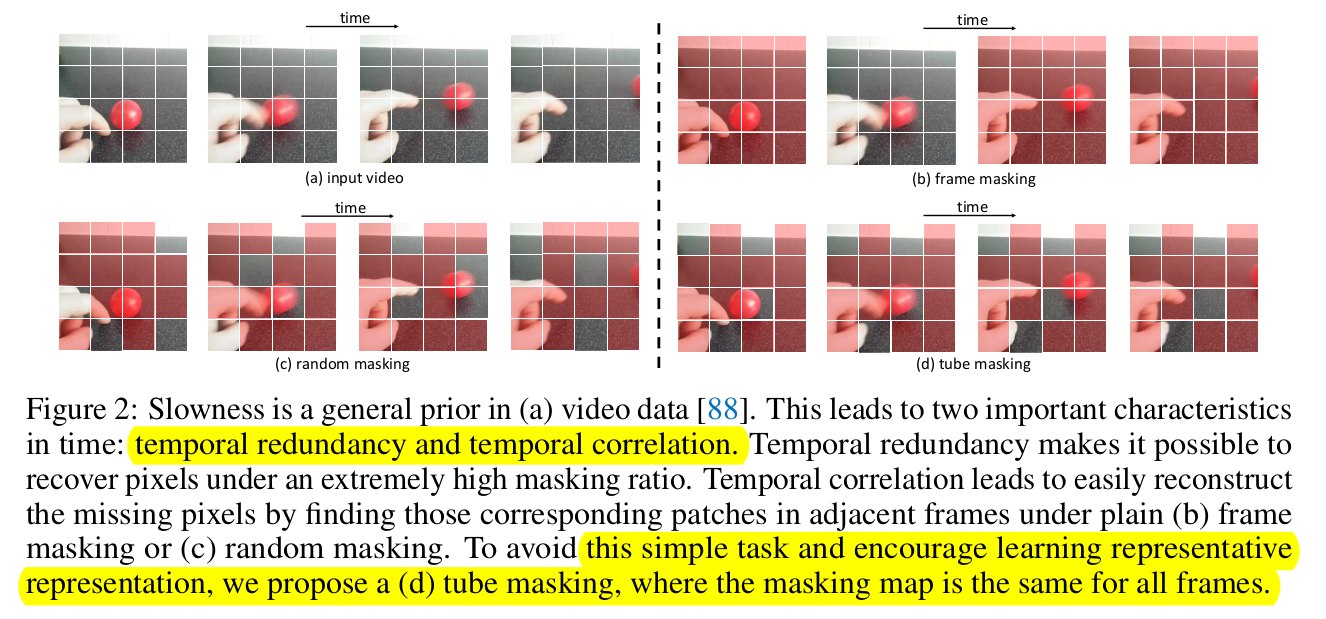 time
time
(a) input video
(b) frame masking
time
time
(c) random masking
(d) tube masking
Figure 2: Slowness is a general prior in (a) video data [88]. This leads to two important characteristics
in time: temporal redundancy and temporal correlation. Temporal redundancy makes it possible to
recover pixels under an extremely high masking ratio. Temporal correlation leads to easily reconstruct
the missing pixels by finding those corresponding patches in adjacent frames under plain (b) frame
masking or (c) random masking. To avoid this simple task and encourage learning representative
representation, we propose a (d) tube masking, where the masking map is the same for all frames.